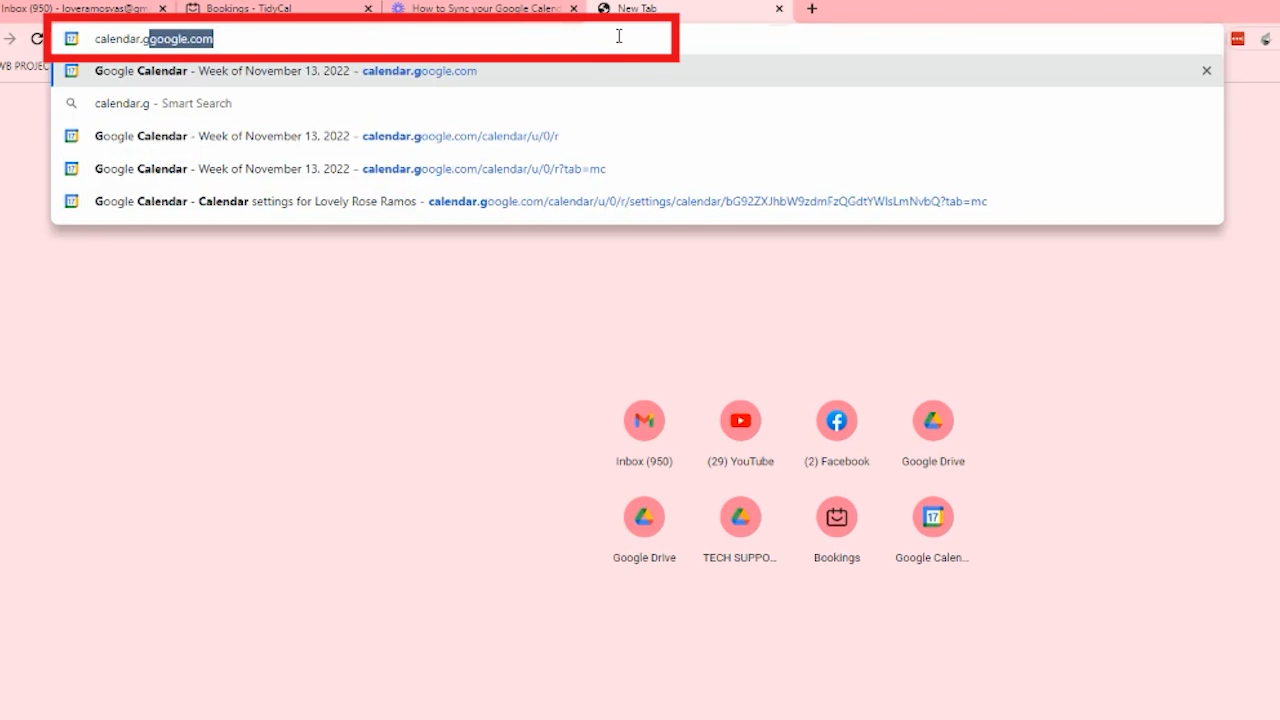 Inbox (950) - loveramosvas@gm
Bookings - TidyCal
How to Sync your Google Calend
New Tab
calendar.ggoogle.com
WB PROJEC
Google Calendar - Week of November 13, 2022 - calendar.google.com
calendar.g - Smart Search
Google Calendar - Week of November 13, 2022 - calendar.google.com/calendar/u/0/r
Google Calendar - Week of November 13, 2022 - calendar.google.com/calendar/u/0/r?tab=mc
Google Calendar - Calendar settings for Lovely Rose Ramos - calendar.google.com/calendar/u/0/r/settings/calendar/bG92ZXJhbW9zdmFzQGdtYWlsLmNvbQ?tab=mc
Inbox (950)
(29) YouTube
(2) Facebook
Google Drive
Google Drive
TECH SUPPO...
Bookings
Google Calen...